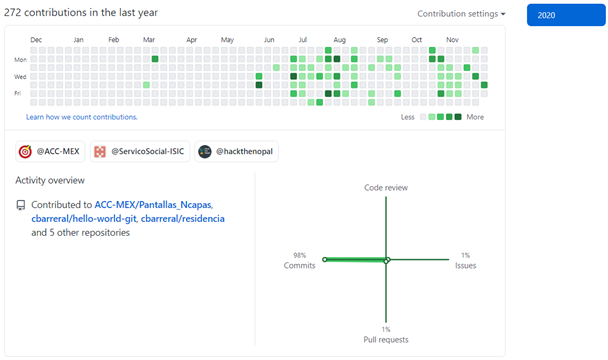 272 contributions in the last year
Contribution settings
2020
Dec Jan Feb Mar Apr May Jun Jul Aug Sep Oct Nov
Mon
Wed
Fri
Learn how we count contributions.
Less More
@ACC-MEX @ServicoSocial-ISIC @hackthenopal
Activity overview
Contributed to ACC-MEX/Pantallas_Ncapas,
cbarreral/hello-world-git, cbarreral/residencia
and 5 other repositories
Code review
98%
Commits
1%
Issues
1%
Pull requests